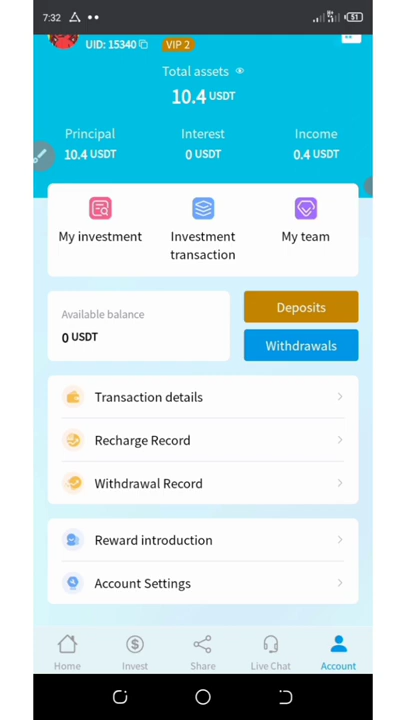 7:32
51
UID: 15340
VIP 2
Total assets
10.4 USDT
Principal
Interest
Income
10.4 USDT
0 USDT
0.4 USDT
My investment
Investment
transaction
My team
Available balance
0 USDT
Deposits
Withdrawals
Transaction details
Recharge Record
Withdrawal Record
Reward introduction
Account Settings
Home
Invest
Share
Live Chat
Account